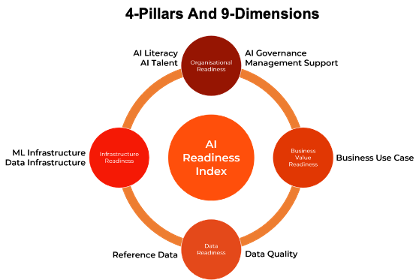 4-Pillars And 9-Dimensions
AI Literacy
AI Talent
Organisational
Readiness
AI Governance
Management Support
ML Infrastructure
Data Infrastructure
Infrastructure
Readiness
AI
Readiness
Index
Business
Value
Readiness
Business Use Case
Reference Data
Data
Readiness
Data Quality